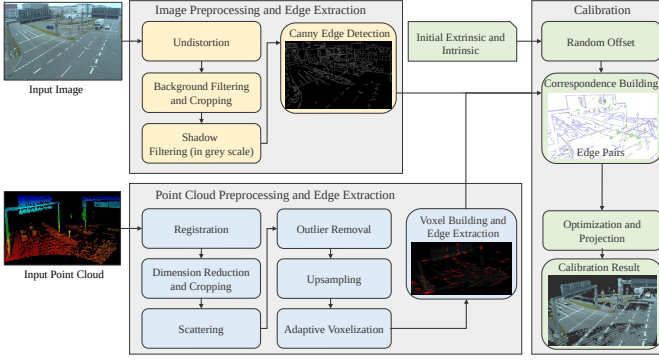 Image Preprocessing and Edge Extraction
Undistortion
Background Filtering
and Cropping
Shadow
Filtering (in grey scale)
Canny Edge Detection
Input Image
Initial Extrinsic and
Intrinsic
Calibration
Random Offset
Correspondence Building
Edge Pairs
Optimization and
Projection
Calibration Result
Point Cloud Preprocessing and Edge Extraction
Registration
Dimension Reduction
and Cropping
Scattering
Outlier Removal
Upsampling
Adaptive Voxelization
Voxel Building and
Edge Extraction
Input Point Cloud